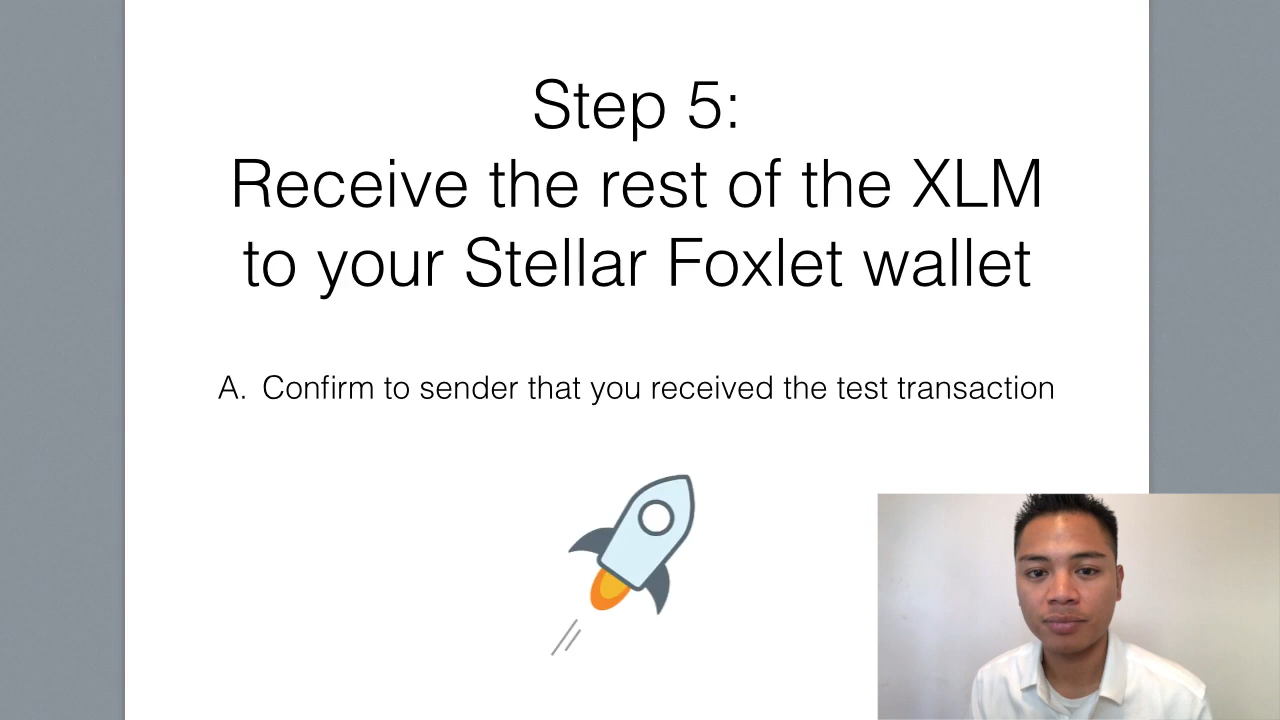 Step 5:
Receive the rest of the XLM
to your Stellar Foxlet wallet
A. Confirm to sender that you received the test transaction